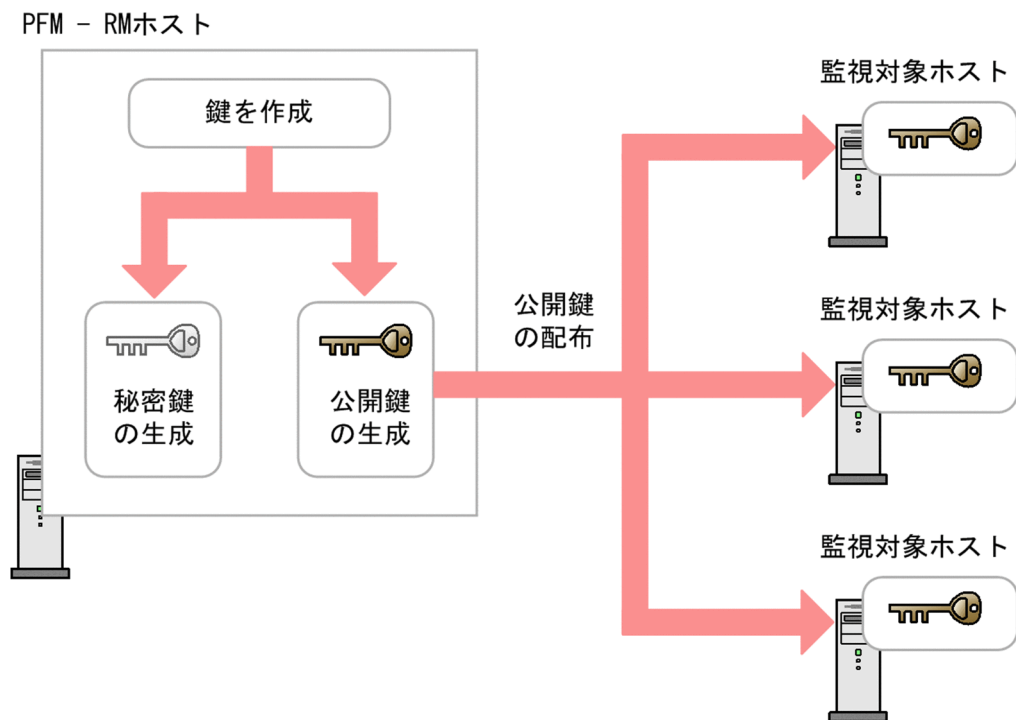 PFM - RMホスト
鍵を作成
秘密鍵
の生成
公開鍵
の生成
公開鍵
の配布
監視対象ホスト
監視対象ホスト
監視対象ホスト